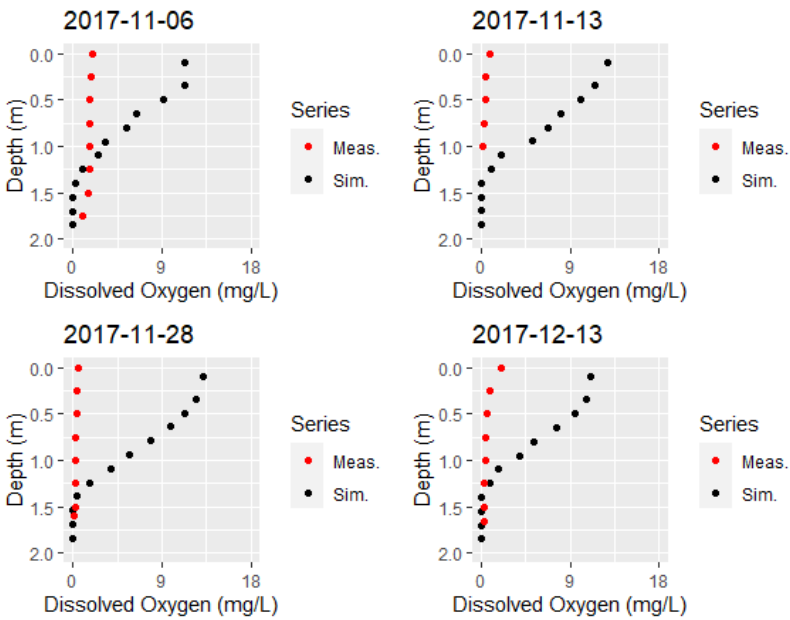 2017-11-06
0.0
0.5
1.0
1.5
2.0
Depth (m)
0 9 18
Dissolved Oxygen (mg/L)
Series
Meas.
Sim.
2017-11-13
0.0
0.5
1.0
1.5
2.0
Depth (m)
0 9 18
Dissolved Oxygen (mg/L)
Series
Meas.
Sim.
2017-11-28
0.0
0.5
1.0
1.5
2.0
Depth (m)
0 9 18
Dissolved Oxygen (mg/L)
Series
Meas.
Sim.
2017-12-13
0.0
0.5
1.0
1.5
2.0
Depth (m)
0 9 18
Dissolved Oxygen (mg/L)
Series
Meas.
Sim.